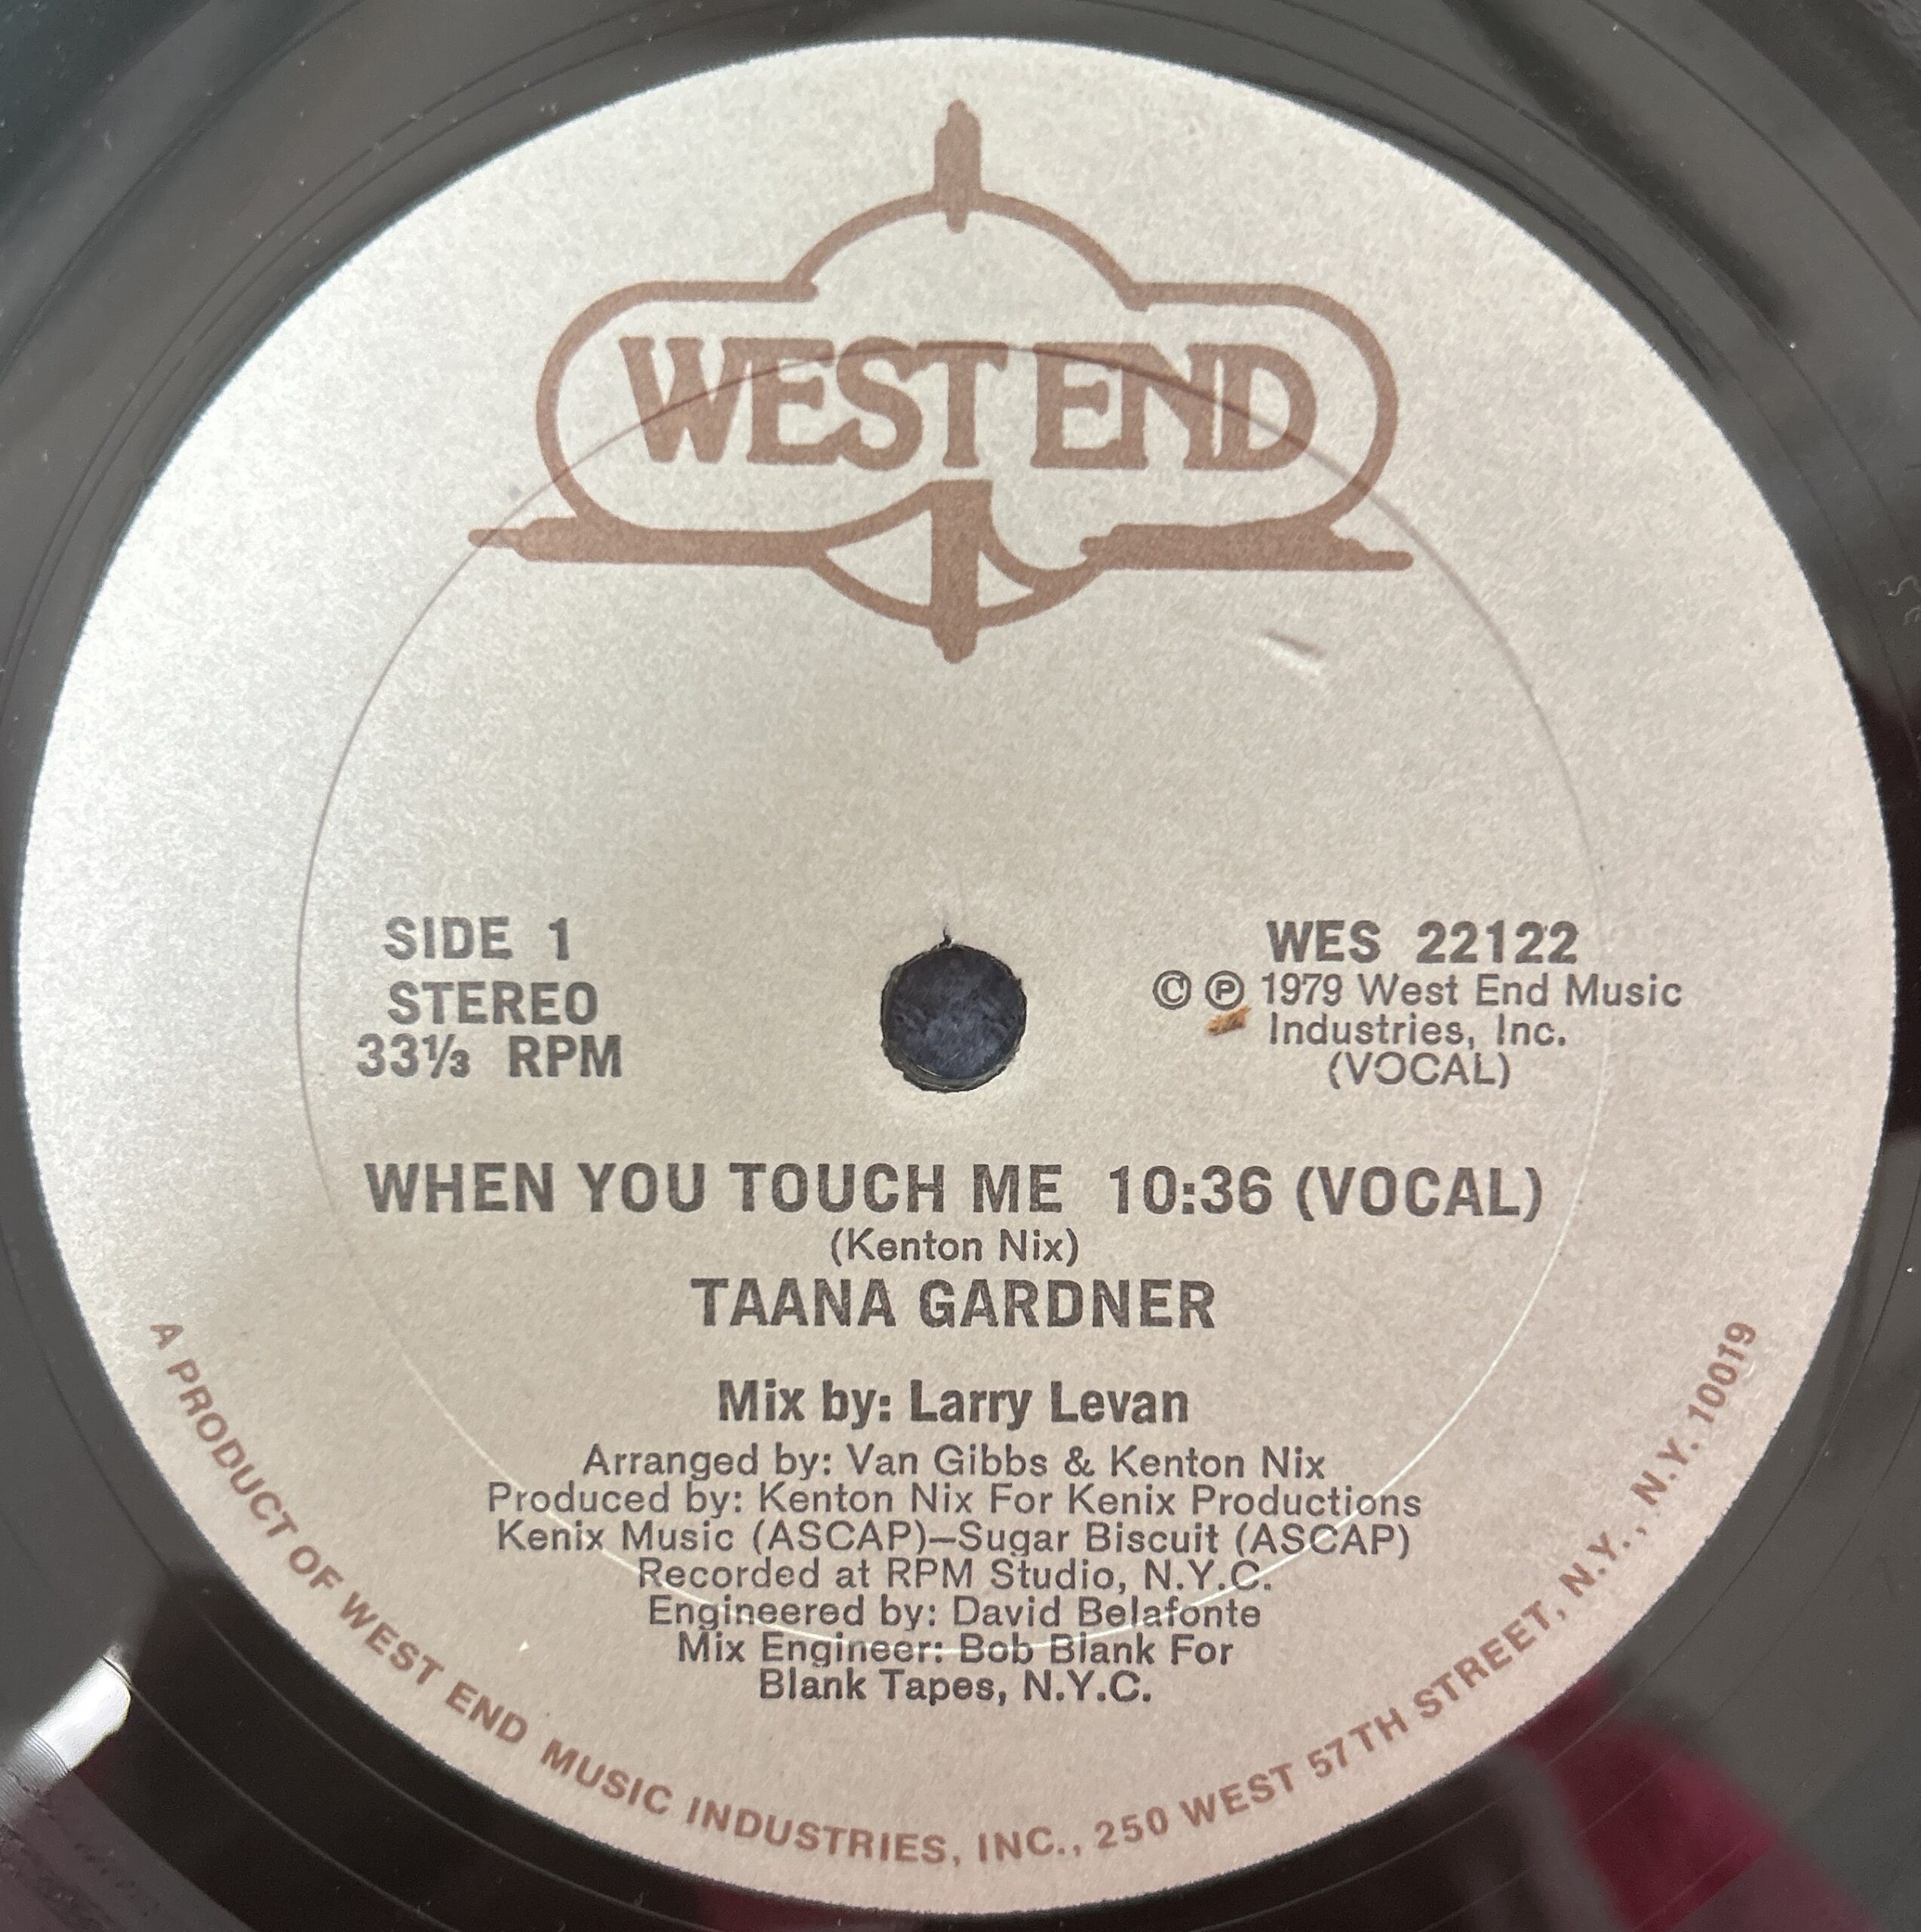 WEST END
SIDE 1
STEREO
33⅓ RPM
WES 22122
© ℗ 1979 West End Music
Industries, Inc.
(VOCAL)
WHEN YOU TOUCH ME 10:36 (VOCAL)
(Kenton Nix)
TAANA GARDNER
Mix by: Larry Levan
Arranged by: Van Gibbs & Kenton Nix
Produced by: Kenton Nix For Kenix Productions
Kenix Music (ASCAP)—Sugar Biscuit (ASCAP)
Recorded at RPM Studio, N.Y.C.
Engineered by: David Belafonte
Mix Engineer: Bob Blank For
Blank Tapes, N.Y.C.
A PRODUCT OF WEST END MUSIC INDUSTRIES, INC., 250 WEST 57TH STREET, N.Y., N.Y. 10019